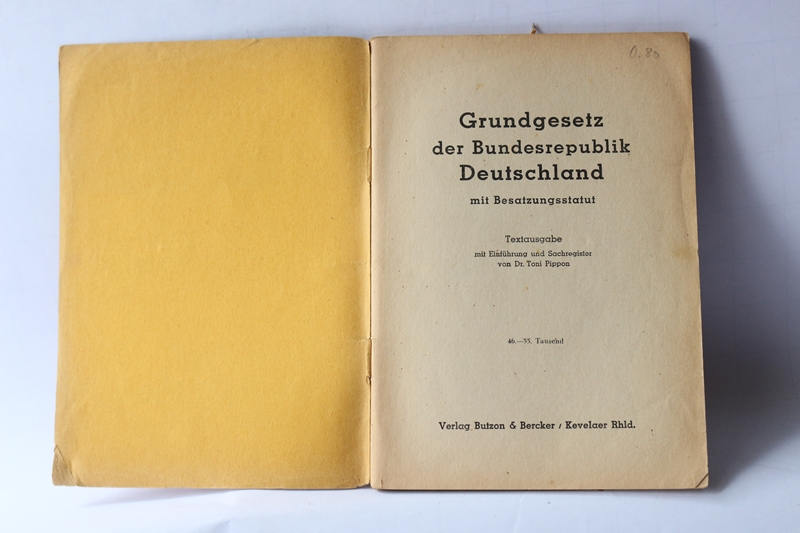 0.80
Grundgesetz
der Bundesrepublik
Deutschland
mit Besatzungsstatut
Textausgabe
mit Einführung und Sachregister
von Dr. Toni Pippon
46.—55. Tausend
Verlag Butzon & Bercker / Kevelaer Rhld.